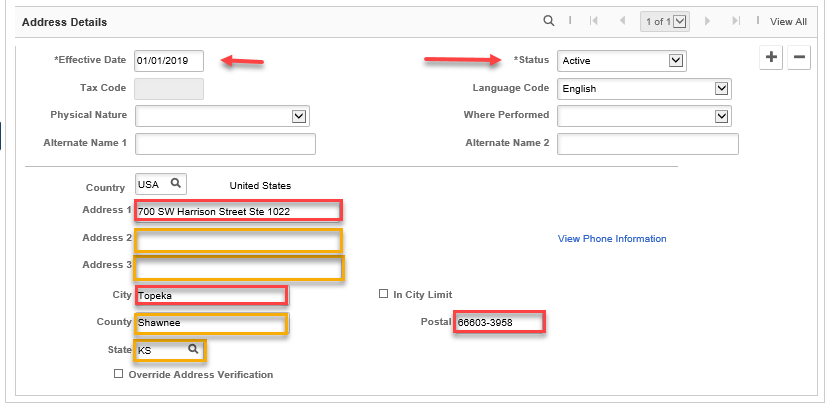 Address Details 1 of 1 View All
*Effective Date 01/01/2019 *Status Active
Tax Code Language Code English
Physical Nature Where Performed
Alternate Name 1 Alternate Name 2
Country USA United States
Address 1 700 SW Harrison Street Ste 1022
Address 2 View Phone Information
Address 3
City Topeka In City Limit
County Shawnee Postal 66603-3958
State KS
Override Address Verification